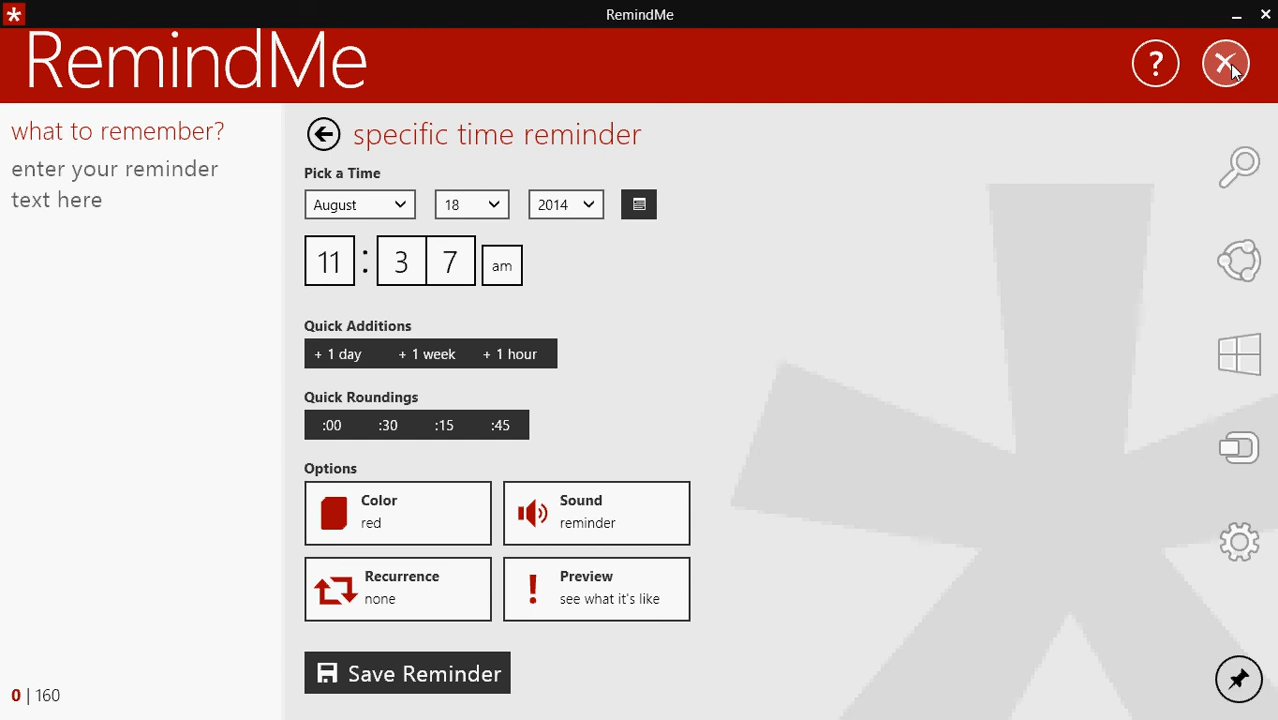 RemindMe
RemindMe
?
what to remember?
enter your reminder
text here
specific time reminder
Pick a Time
August 18 2014
11 : 3 7 am
Quick Additions
+ 1 day + 1 week + 1 hour
Quick Roundings
:00 :30 :15 :45
Options
Color
red
Sound
reminder
Recurrence
none
! Preview
see what it's like
Save Reminder
0 | 160